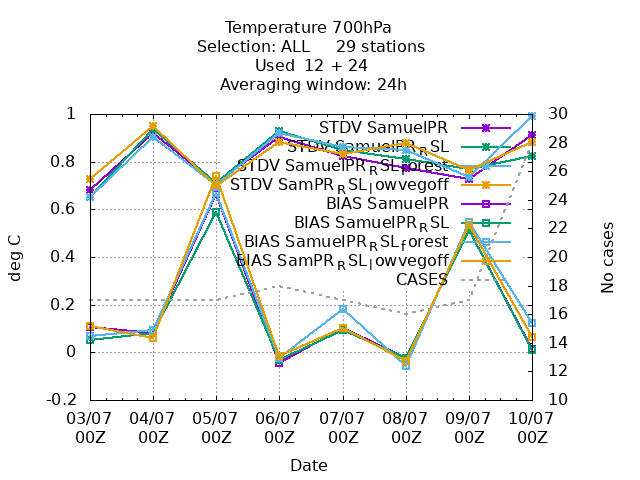 Temperature 700hPa
Selection: ALL     29 stations
Used  12 + 24
Averaging window: 24h
1
0.8
0.6
0.4
0.2
0
-0.2
30
28
26
24
22
20
18
16
14
12
10
deg C
No cases
STDV SamuelPR
STDV SamuelPR_RSL
STDV SamuelPR_RSL_forest
STDV SamPR_RSL_lowvegoff
BIAS SamuelPR
BIAS SamuelPR_RSL
BIAS SamuelPR_RSL_forest
BIAS SamPR_RSL_lowvegoff
CASES
03/07 04/07 05/07 06/07 07/07 08/07 09/07 10/07
00Z 00Z 00Z 00Z 00Z 00Z 00Z 00Z
Date